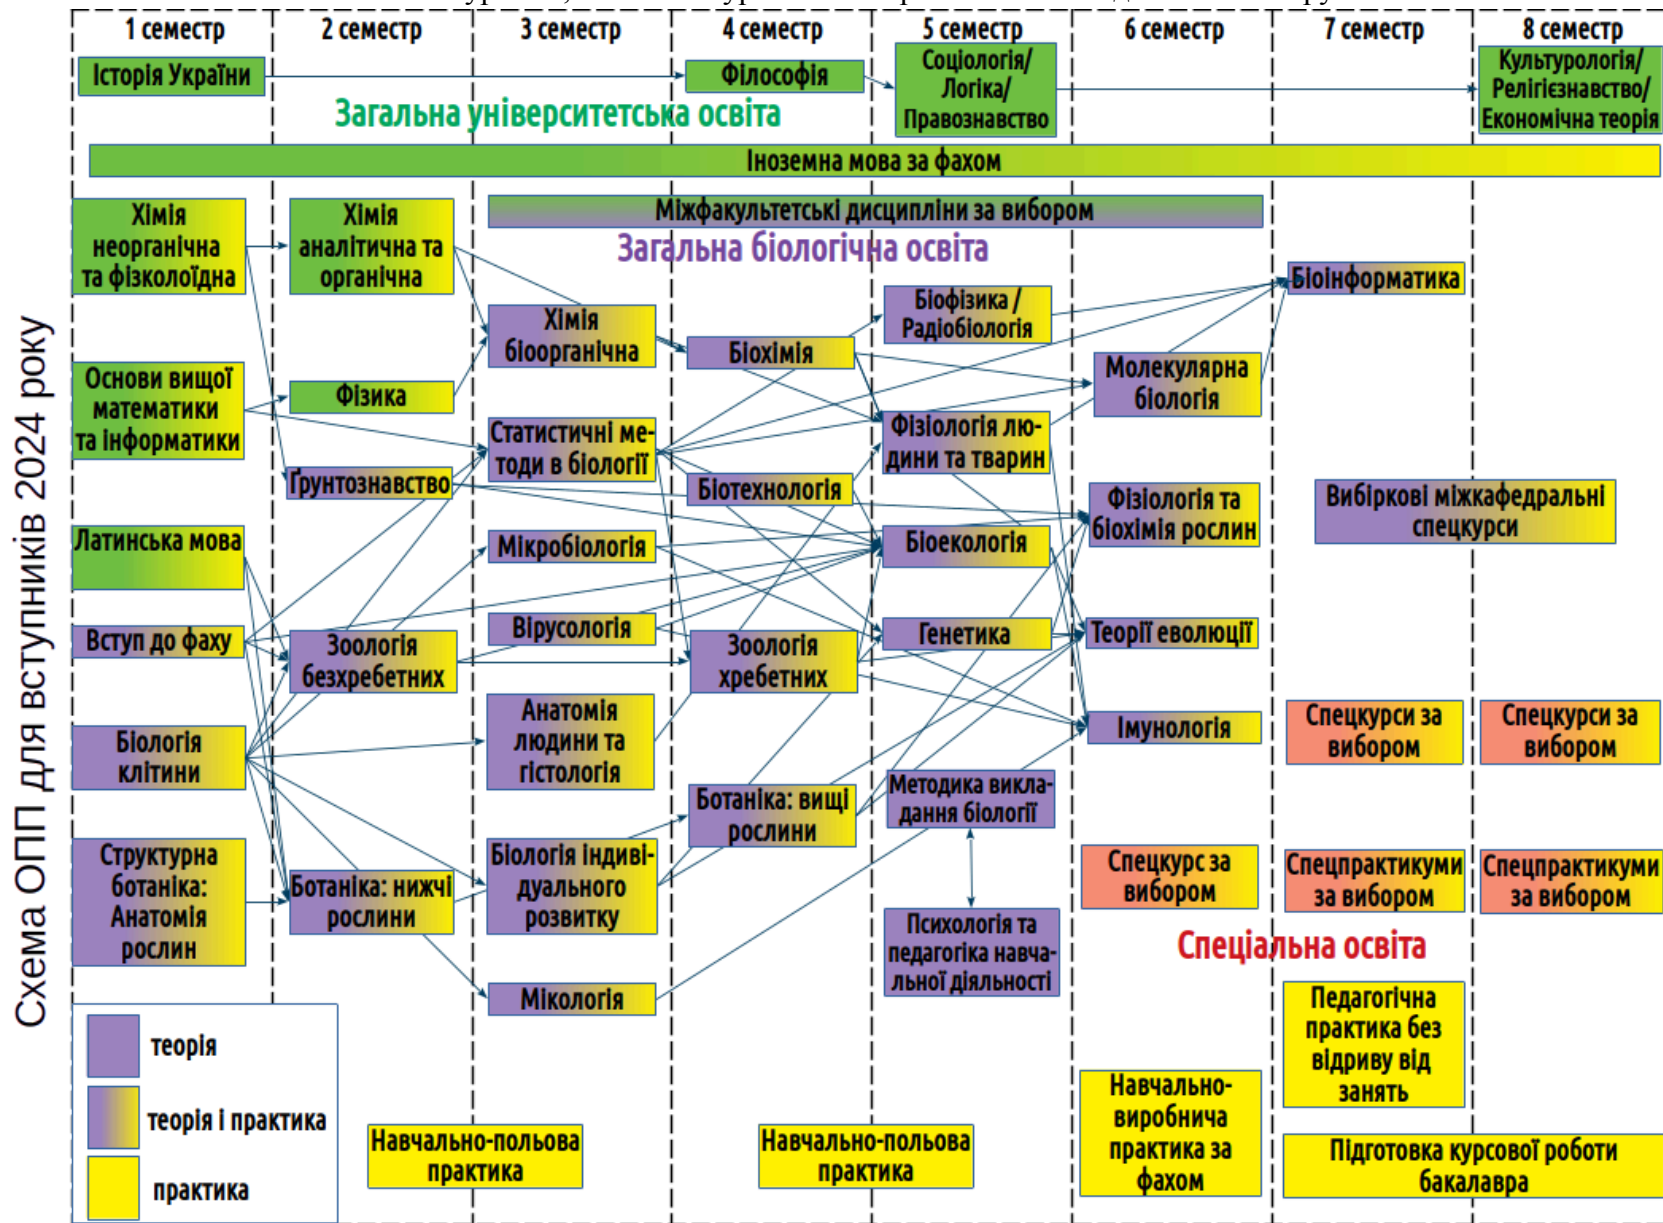 1 семестр
2 семестр
3 семестр
4 семестр
5 семестр
6 семестр
7 семестр
8 семестр
Історія України
Філософія
Соціологія/
Логіка/
Правознавство
Культурологія/
Релігієзнавство/
Економічна теорія
Загальна університетська освіта
Іноземна мова за фахом
Міжфакультетські дисципліни за вибором
Загальна біологічна освіта
Хімія
неорганічна
та фізколоїдна
Основи вищої
математики
та інформатики
Латинська мова
Вступ до фаху
Біологія
клітини
Структурна
ботаніка:
Анатомія
рослин
Хімія
аналітична та
органічна
Фізика
Ґрунтознавство
Зоологія
безхребетних
Ботаніка: нижчі
рослини
Хімія
біоорганічна
Статистичні ме-
тоди в біології
Мікробіологія
Вірусологія
Анатомія
людини та
гістологія
Біологія індиві-
дуального
розвитку
Мікологія
Біохімія
Біотехнологія
Зоологія
хребетних
Ботаніка: вищі
рослини
Біофізика /
Радіобіологія
Фізіологія лю-
дини та тварин
Біоекологія
Генетика
Методика викла-
дання біології
Психологія та
педагогіка навча-
льної діяльності
Молекулярна
біологія
Фізіологія та
біохімія рослин
Теорії еволюції
Імунологія
Спецкурс за
вибором
Біоінформатика
Вибіркові міжкафедральні
спецкурси
Спецкурси за
вибором
Спецкурси за
вибором
Спецпрактикуми
за вибором
Спецпрактикуми
за вибором
Спеціальна освіта
Педагогічна
практика без
відриву від
занять
Навчально-
виробнича
практика за
фахом
Підготовка курсової роботи
бакалавра
Навчально-польова
практика
Навчально-польова
практика
теорія
теорія і практика
практика
Схема ОПП для вступників 2024 року